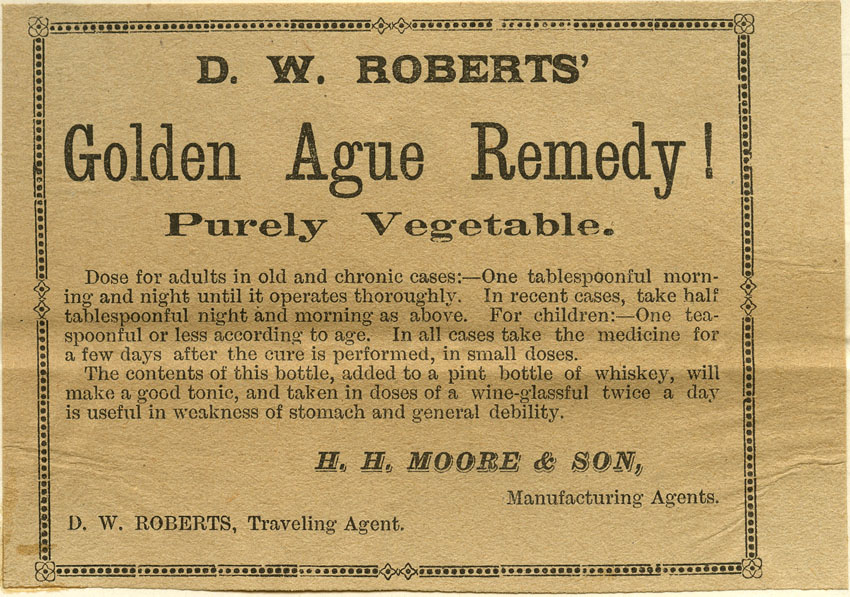 D. W. ROBERTS'
Golden Ague Remedy!
Purely Vegetable.
Dose for adults in old and chronic cases:—One tablespoonful morn-
ing and night until it operates thoroughly. In recent cases, take half
tablespoonful night and morning as above. For children:—One tea-
spoonful or less according to age. In all cases take the medicine for
a few days after the cure is performed, in small doses.
The contents of this bottle, added to a pint bottle of whiskey, will
make a good tonic, and taken in doses of a wine-glassful twice a day
is useful in weakness of stomach and general debility.
H. H. MOORE & SON,
Manufacturing Agents.
D. W. ROBERTS, Traveling Agent.